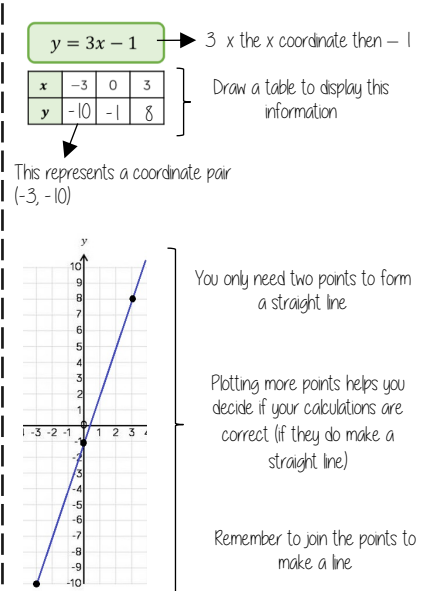 y = 3x − 1
3 x the x coordinate then – 1
x −3 0 3
y -10 -1 8
Draw a table to display this
information
This represents a coordinate pair
(-3, -10)
y
10
9
8
7
6
5
4
3
2
1
-3 -2 -1 0 1 2 3 4
-1
-2
-3
-4
-5
-6
-7
-8
-9
-10
You only need two points to form
a straight line
Plotting more points helps you
decide if your calculations are
correct (if they do make a
straight line)
Remember to join the points to
make a line